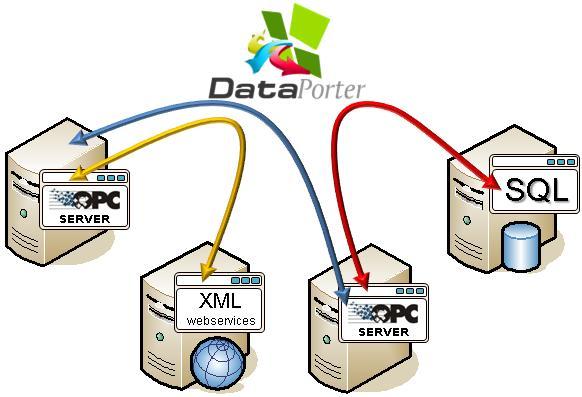 DataPorter
OPC
SERVER
SQL
XML
webservices
OPC
SERVER